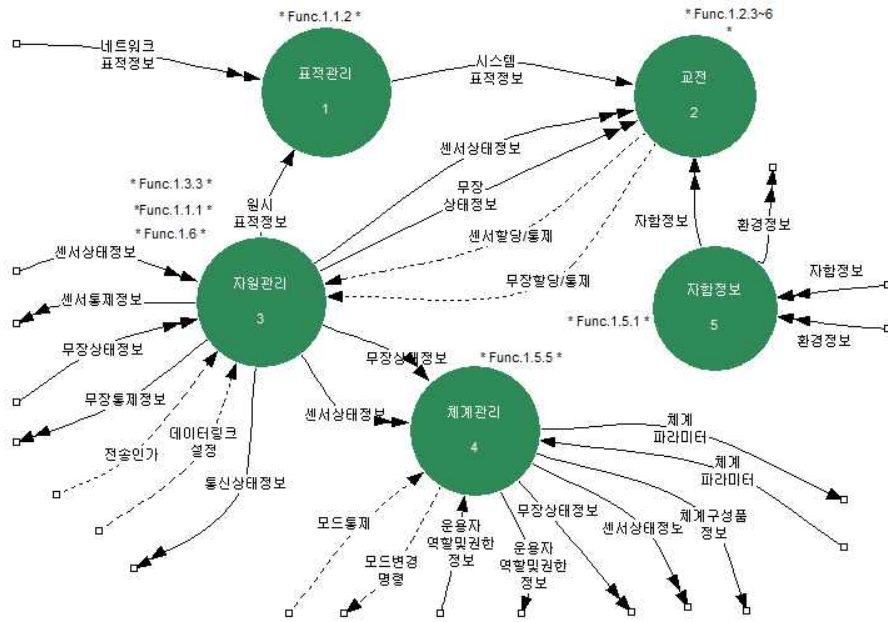 * Func.1.1.2 *
* Func.1.2.3~6
*
네트워크
표적정보
표적관리
1
시스템
표적정보
교전
2
센서상태정보
무장
상태정보
* Func.1.3.3 *
*Func.1.1.1 *
* Func.1.6 *
원시
표적정보
센서할당/통제
무장할당/통제
자함정보
환경정보
센서상태정보
센서통제정보
무장상태정보
무장통제정보
자원관리
3
자함정보
5
* Func.1.5.1 *
자함정보
환경정보
무장상태정보
센서상태정보
* Func.1.5.5 *
체계관리
4
전송인가
데이터링크
설정
통신상태정보
체계
파라미터
체계
파라미터
모드통제
모드변경
명령
운용자
역할및권한
정보
운용자
역할및권한
정보
무장상태정보
센서상태정보
체계구성품
정보